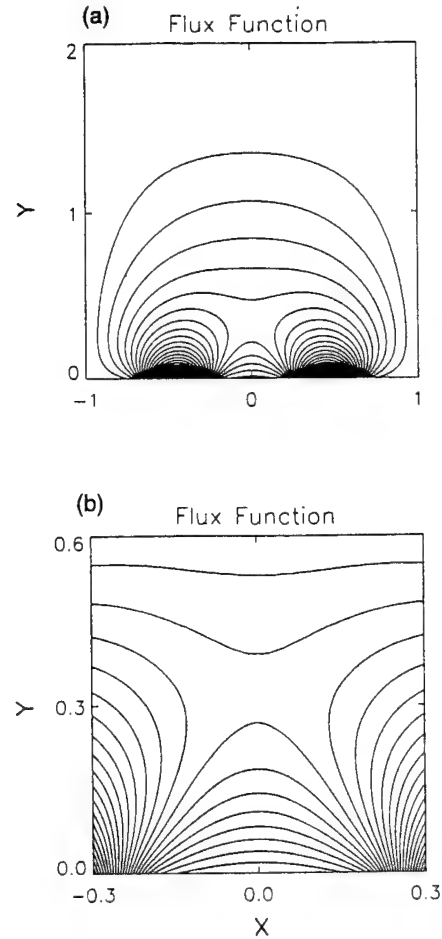 (a)
Flux Function
2
Y
1
0
-1 0 1
(b)
Flux Function
0.6
Y
0.3
0.0
-0.3 0.0 0.3
X